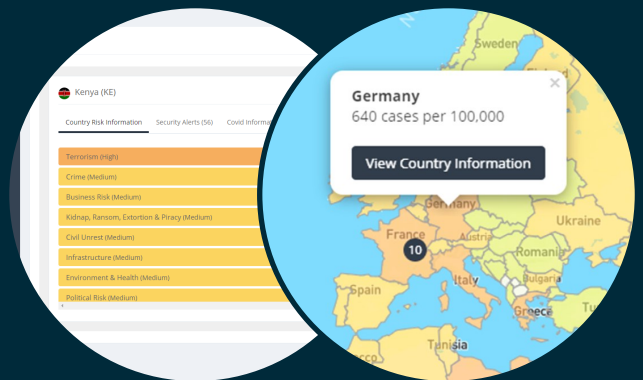 Kenya (KE)
Country Risk Information Security Alerts (56) Covid
Terrorism (High)
Crime (Medium)
Business Risk (Medium)
Kidnap, Ransom, Extortion & Piracy (Medium)
Civil Unrest (Medium)
Infrastructure (Medium)
Environment & Health (Medium)
Political Risk (Medium)
N
Sweden
Germany
640 cases per 100,000
View Country Information
Germany
Ukraine
France
10
Austria
Romania
Italy
Bulgaria
Spain
Greece
Tunisia